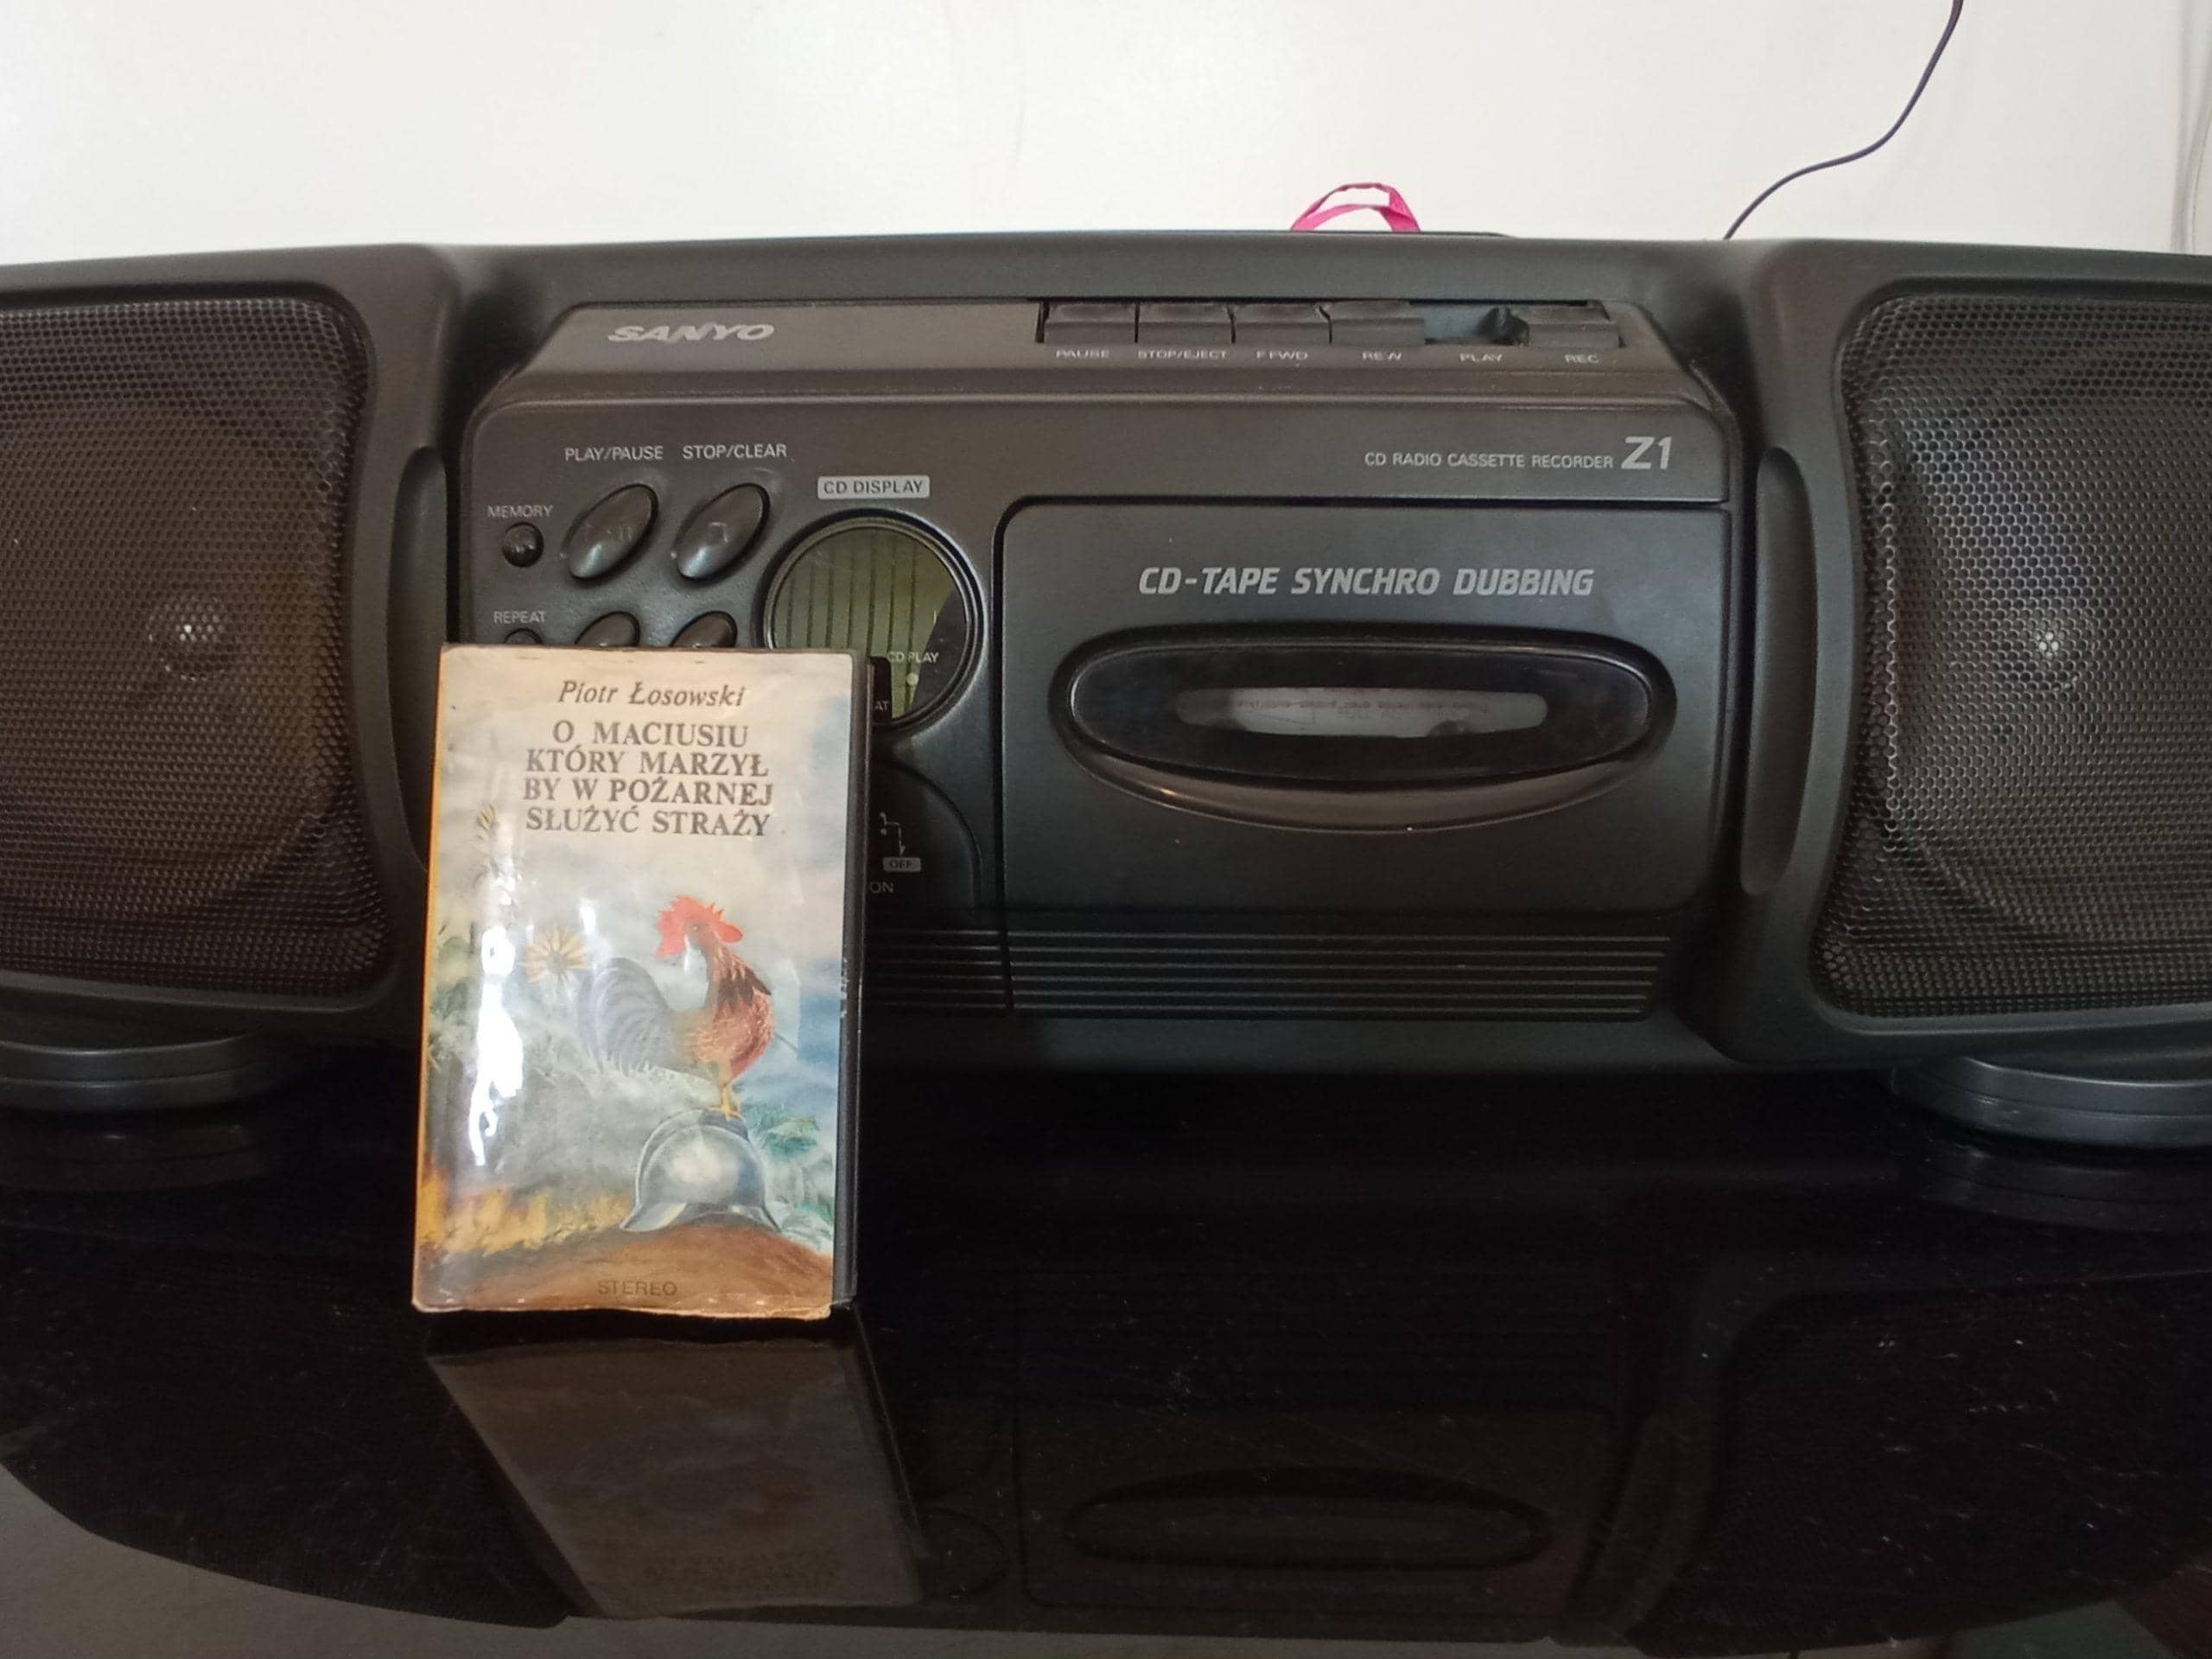 SANYO
PAUSE STOP/EJECT F FWD REW PLAY REC
PLAY/PAUSE STOP/CLEAR
CD RADIO CASSETTE RECORDER Z1
CD DISPLAY
MEMORY
CD-TAPE SYNCHRO DUBBING
REPEAT
CD PLAY
AT
Piotr Łosowski
O MACIUSIU
KTÓRY MARZYŁ
BY W POŻARNEJ
SŁUŻYĆ STRAŻY
OFF
ON
STEREO